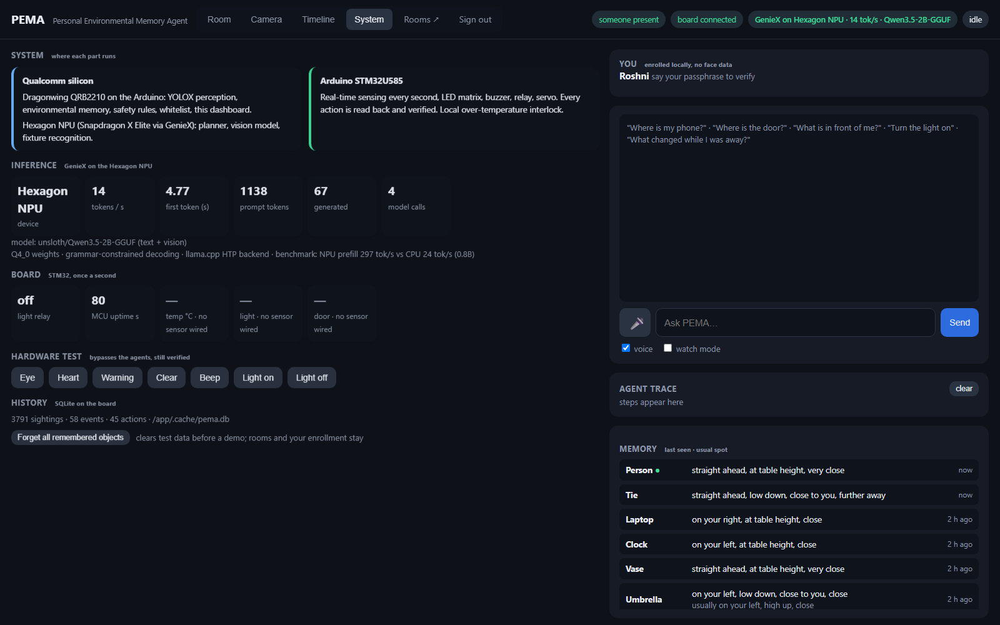 PEMA Personal Environmental Memory Agent Room Camera Timeline System Rooms ↗ Sign out someone present board connected GenieX on Hexagon NPU · 14 tok/s · Qwen3.5-2B-GGUF idle
SYSTEM where each part runs
Qualcomm silicon
Dragonwing QRB2210 on the Arduino: YOLOX perception,
environmental memory, safety rules, whitelist, this dashboard.
Hexagon NPU (Snapdragon X Elite via GenieX): planner, vision model,
fixture recognition.
Arduino STM32U585
Real-time sensing every second, LED matrix, buzzer, relay, servo. Every
action is read back and verified. Local over-temperature interlock.
INFERENCE GenieX on the Hexagon NPU
Hexagon
NPU
device
14
tokens / s
4.77
first token (s)
1138
prompt tokens
67
generated
4
model calls
model: unsloth/Qwen3.5-2B-GGUF (text + vision)
Q4_0 weights · grammar-constrained decoding · llama.cpp HTP backend · benchmark: NPU prefill 297 tok/s vs CPU 24 tok/s (0.8B)
BOARD STM32, once a second
off
light relay
80
MCU uptime s
—
temp °C · no
sensor wired
—
light · no sensor
wired
—
door · no sensor
wired
HARDWARE TEST bypasses the agents, still verified
Eye Heart Warning Clear Beep Light on Light off
HISTORY SQLite on the board
3791 sightings · 58 events · 45 actions · /app/.cache/pema.db
Forget all remembered objects clears test data before a demo; rooms and your enrollment stay
YOU enrolled locally, no face data
Roshni say your passphrase to verify
"Where is my phone?" · "Where is the door?" · "What is in front of me?" · "Turn the light on" ·
"What changed while I was away?"
Ask PEMA... Send
voice watch mode
AGENT TRACE clear
steps appear here
MEMORY last seen · usual spot
Person straight ahead, at table height, very close now
Tie straight ahead, low down, close to you, further away now
Laptop on your right, at table height, close 2 h ago
Clock on your left, at table height, close 2 h ago
Vase straight ahead, at table height, very close 2 h ago
Umbrella on your left, low down, close to you, close 2 h ago
usually on your left, high up, close